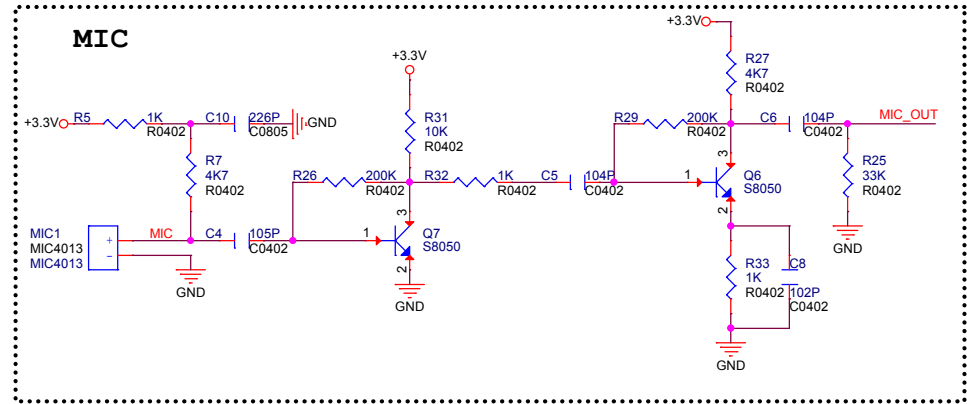 MIC
+3.3V
R5
1K
R0402
C10
226P
C0805
GND
R7
4K7
R0402
MIC1
MIC4013
MIC4013
+
-
MIC
GND
C4
105P
C0402
R26
200K
R0402
+3.3V
R31
10K
R0402
1
3
2
Q7
S8050
GND
R32
1K
R0402
C5
104P
C0402
R29
200K
R0402
+3.3V
R27
4K7
R0402
1
3
2
Q6
S8050
R33
1K
R0402
C8
102P
C0402
GND
C6
104P
C0402
MIC_OUT
R25
33K
R0402
GND